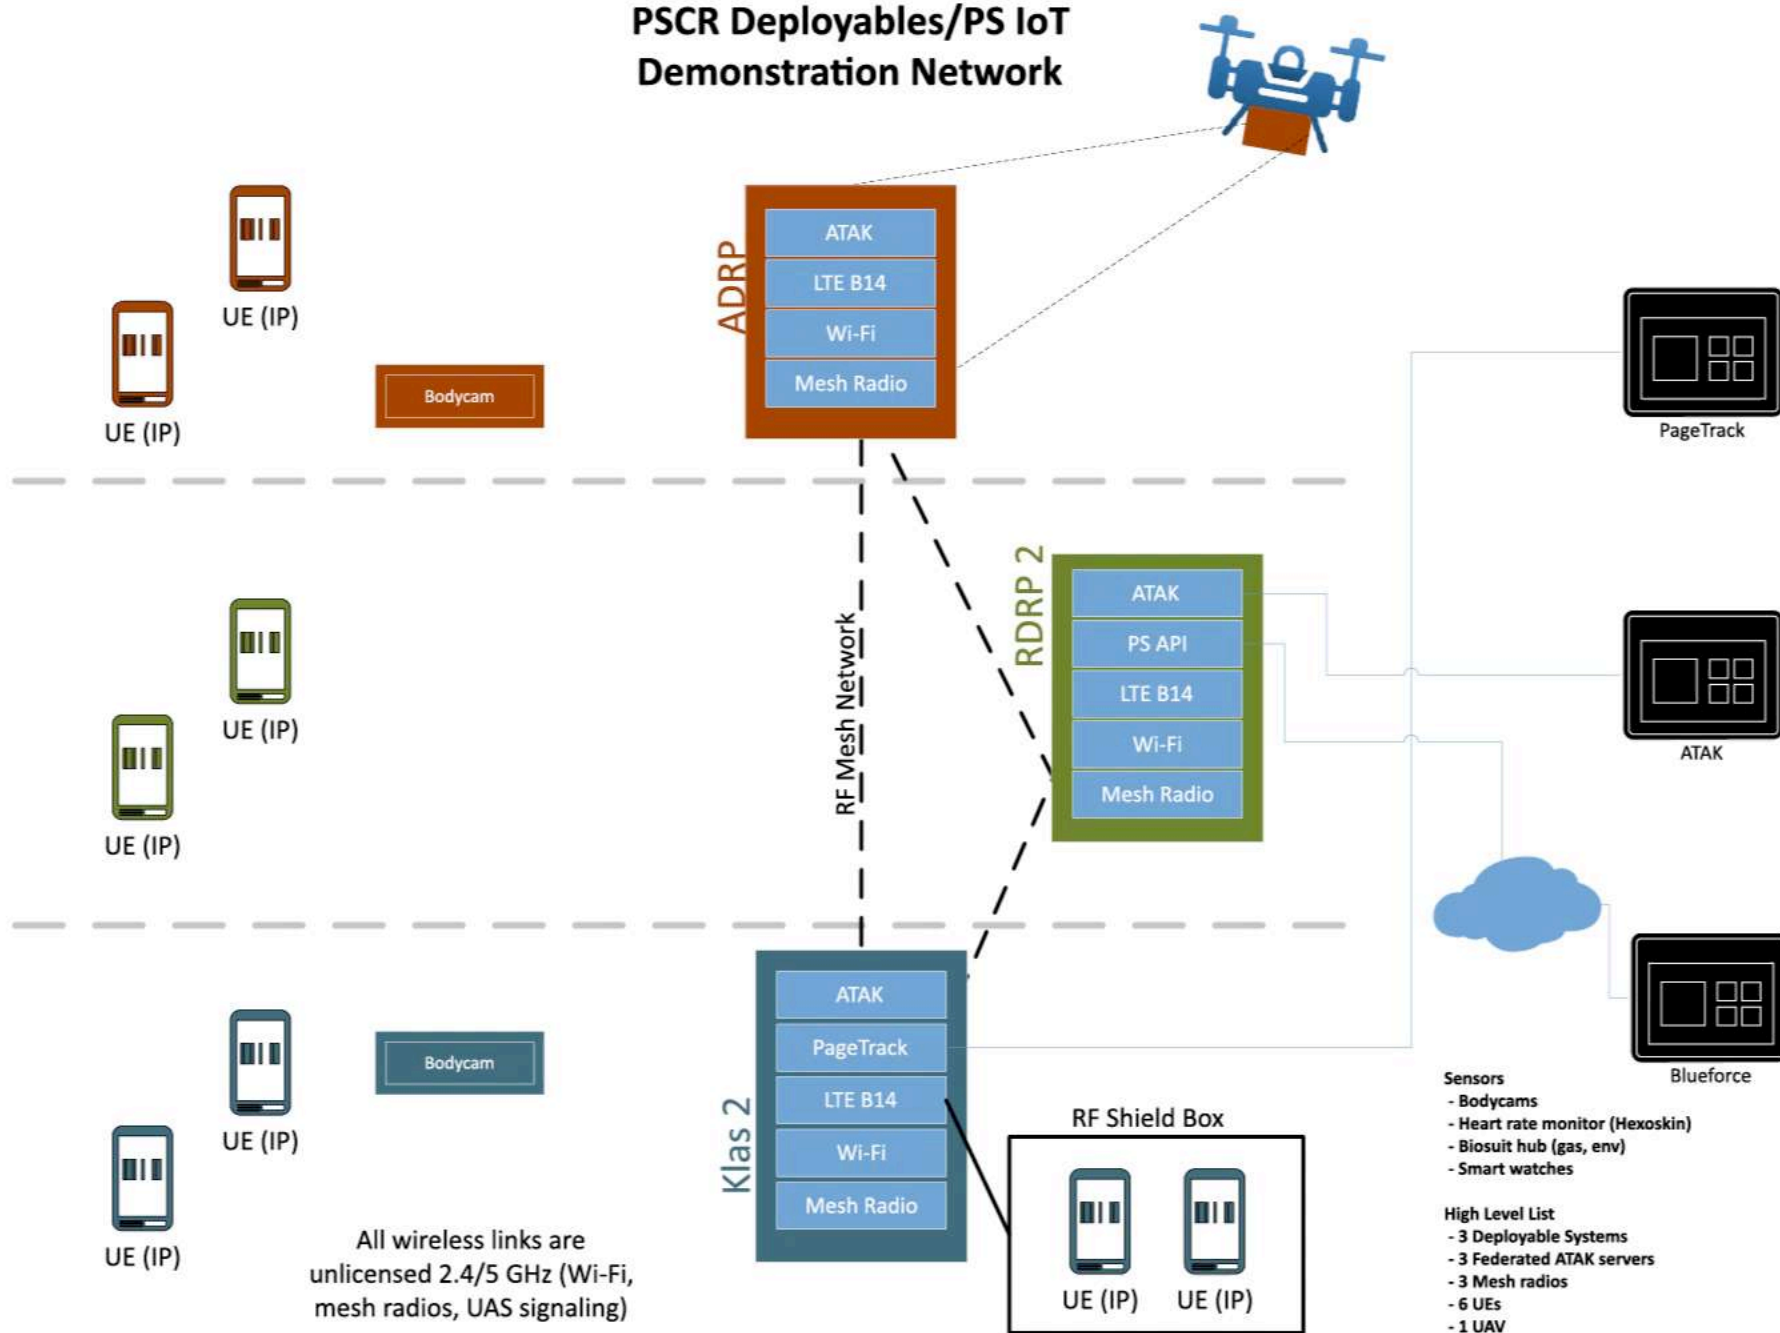 PSCR Deployables/PS IoT
Demonstration Network
UE (IP)
UE (IP)
Bodycam
ADRP
ATAK
LTE B14
Wi-Fi
Mesh Radio
PageTrack
UE (IP)
UE (IP)
RF Mesh Network
RDRP 2
ATAK
PS API
LTE B14
Wi-Fi
Mesh Radio
ATAK
Blueforce
UE (IP)
UE (IP)
Bodycam
All wireless links are
unlicensed 2.4/5 GHz (Wi-Fi,
mesh radios, UAS signaling)
Klas 2
ATAK
PageTrack
LTE B14
Wi-Fi
Mesh Radio
RF Shield Box
UE (IP)
UE (IP)
Sensors
- Bodycams
- Heart rate monitor (Hexoskin)
- Biosuit hub (gas, env)
- Smart watches
High Level List
- 3 Deployable Systems
- 3 Federated ATAK servers
- 3 Mesh radios
- 6 UEs
- 1 UAV